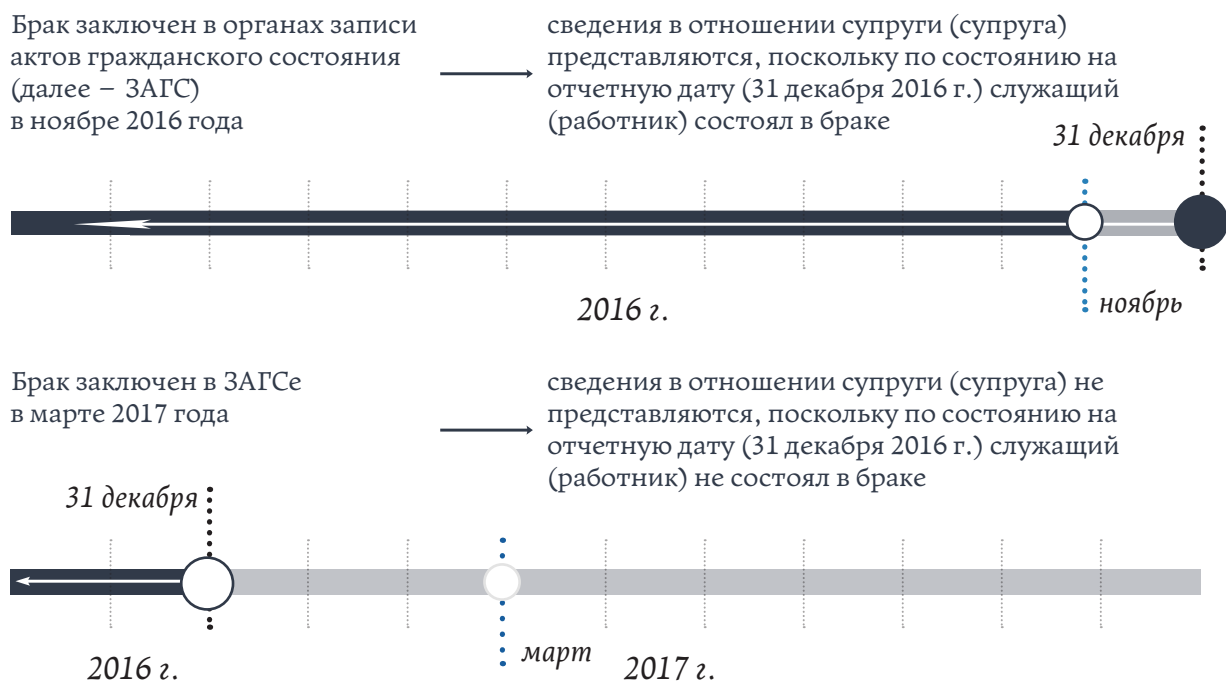 Брак заключен в органах записи
актов гражданского состояния
(далее – ЗАГС)
в ноябре 2016 года
сведения в отношении супруги (супруга)
представляются, поскольку по состоянию на
отчетную дату (31 декабря 2016 г.) служащий
(работник) состоял в браке
31 декабря
2016 г.
ноябрь
Брак заключен в ЗАГСе
в марте 2017 года
сведения в отношении супруги (супруга) не
представляются, поскольку по состоянию на
отчетную дату (31 декабря 2016 г.) служащий
(работник) не состоял в браке
31 декабря
2016 г.
март
2017 г.